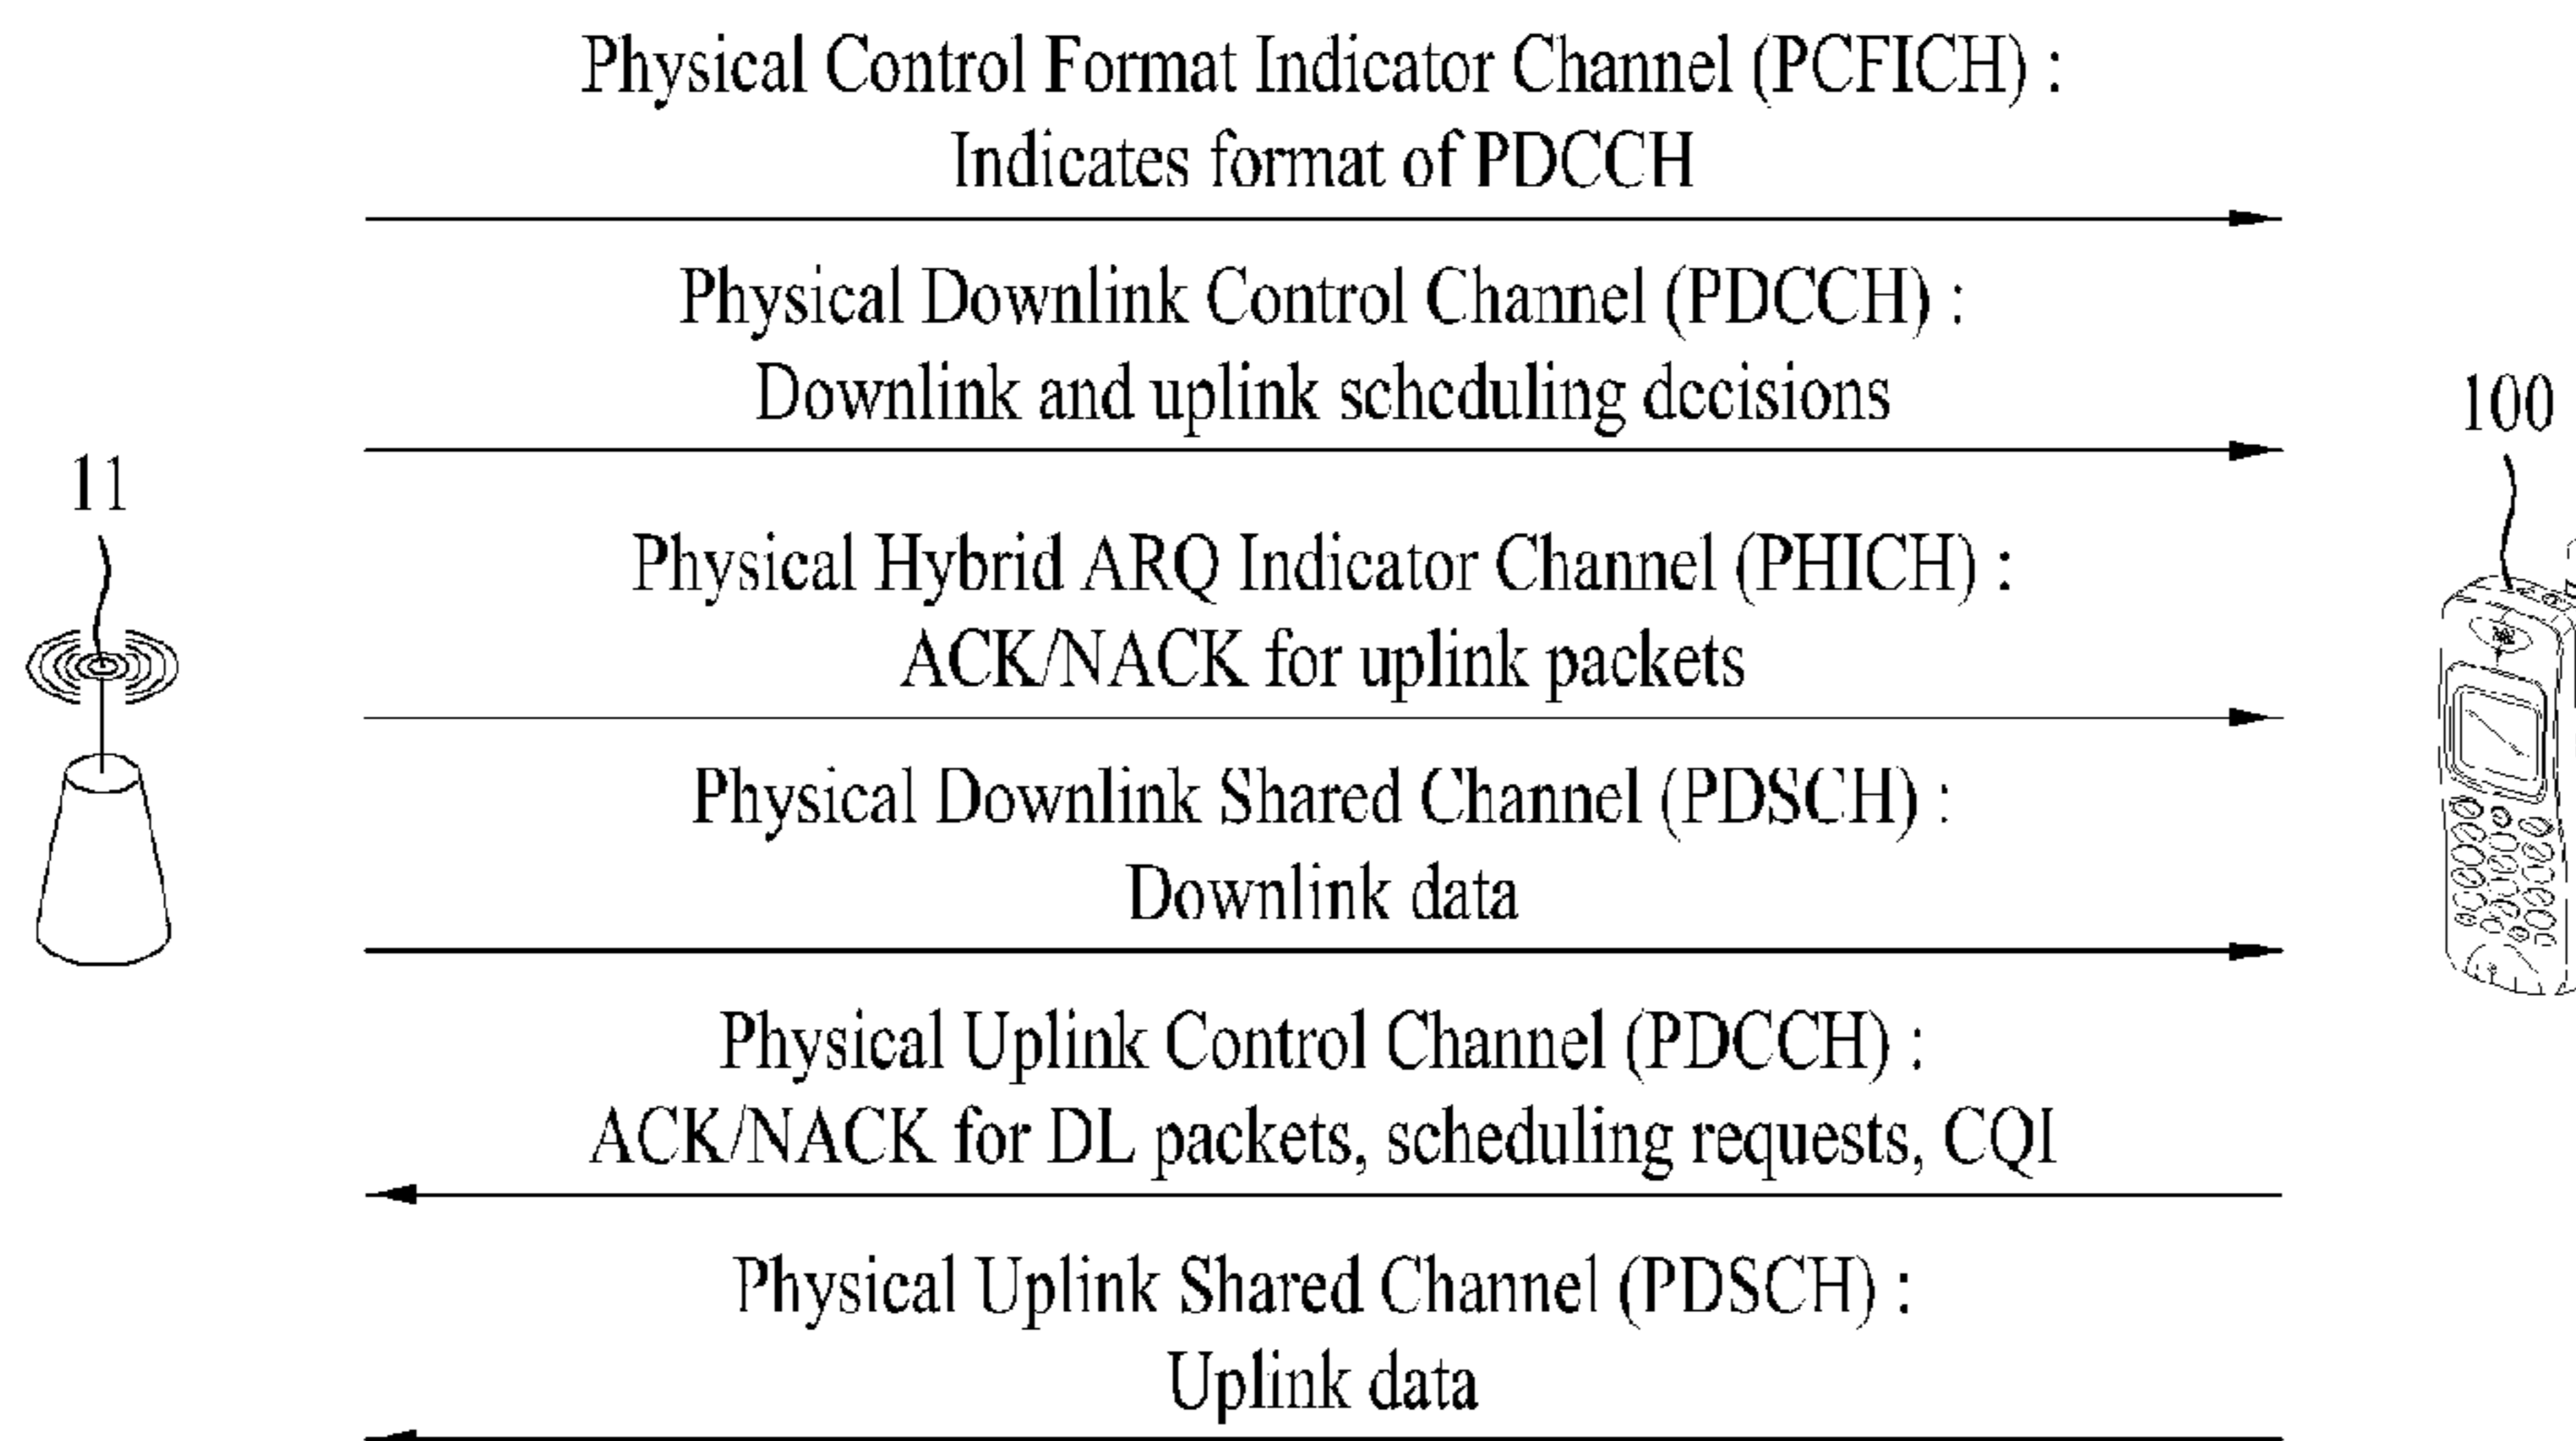 Physical Control Format Indicator Channel (PCFICH) :
Indicates format of PDCCH
Physical Downlink Control Channel (PDCCH) :
Downlink and uplink scheduling decisions
100
11
Physical Hybrid ARQ Indicator Channel (PHICH) :
ACK/NACK for uplink packets
Physical Downlink Shared Channel (PDSCH) :
Downlink data
Physical Uplink Control Channel (PDCCH) :
ACK/NACK for DL packets, scheduling requests, CQI
Physical Uplink Shared Channel (PDSCH) :
Uplink data